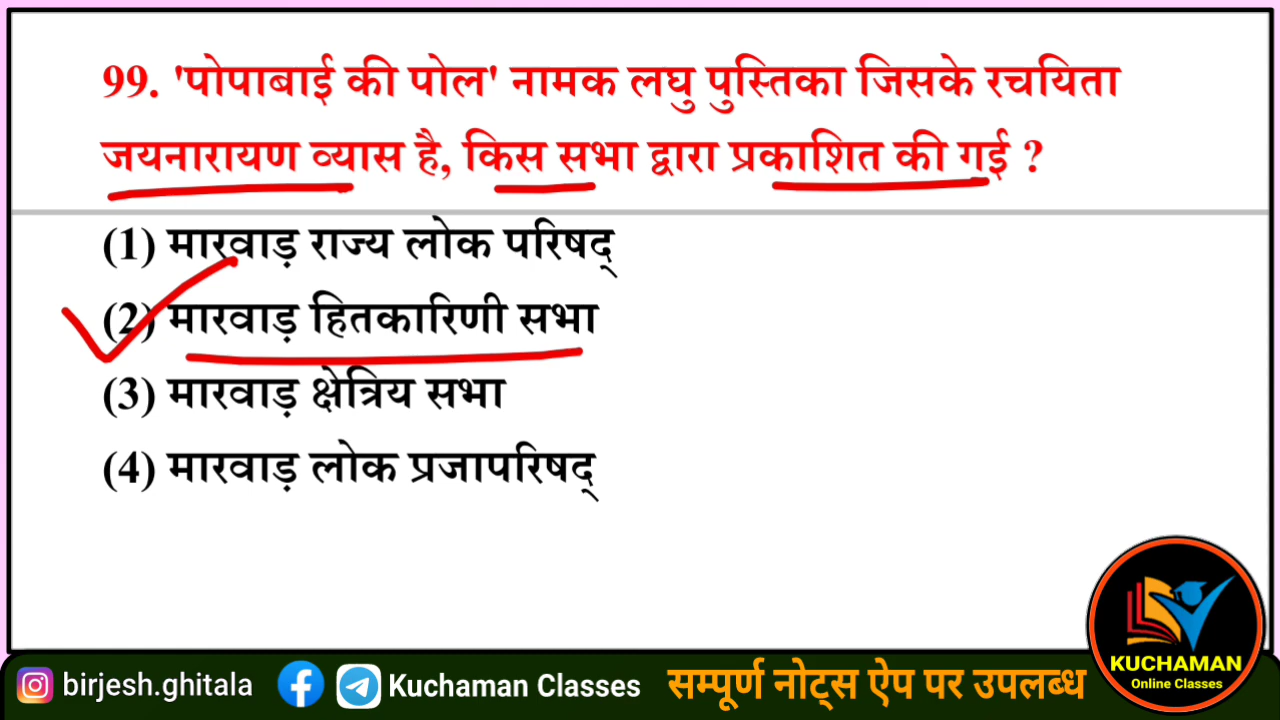 99. 'पोपाबाई की पोल' नामक लघु पुस्तिका जिसके रचयिता
जयनारायण व्यास है, किस सभा द्वारा प्रकाशित की गई ?
(1) मारवाड़ राज्य लोक परिषद्
(2) मारवाड़ हितकारिणी सभा
(3) मारवाड़ क्षेत्रिय सभा
(4) मारवाड़ लोक प्रजापरिषद्
KUCHAMAN
Online Classes
birjesh.ghitala
Kuchaman Classes
सम्पूर्ण नोट्स ऐप पर उपलब्ध